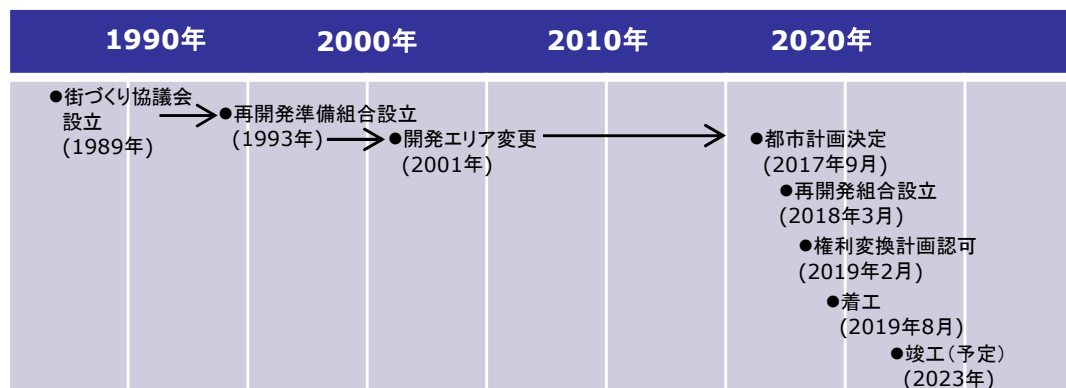 1990年
2000年
2010年
2020年
●街づくり協議会
設立
(1989年)
●再開発準備組合設立
(1993年)
●開発エリア変更
(2001年)
●都市計画決定
(2017年9月)
●再開発組合設立
(2018年3月)
●権利変換計画認可
(2019年2月)
●着工
(2019年8月)
●竣工(予定)
(2023年)